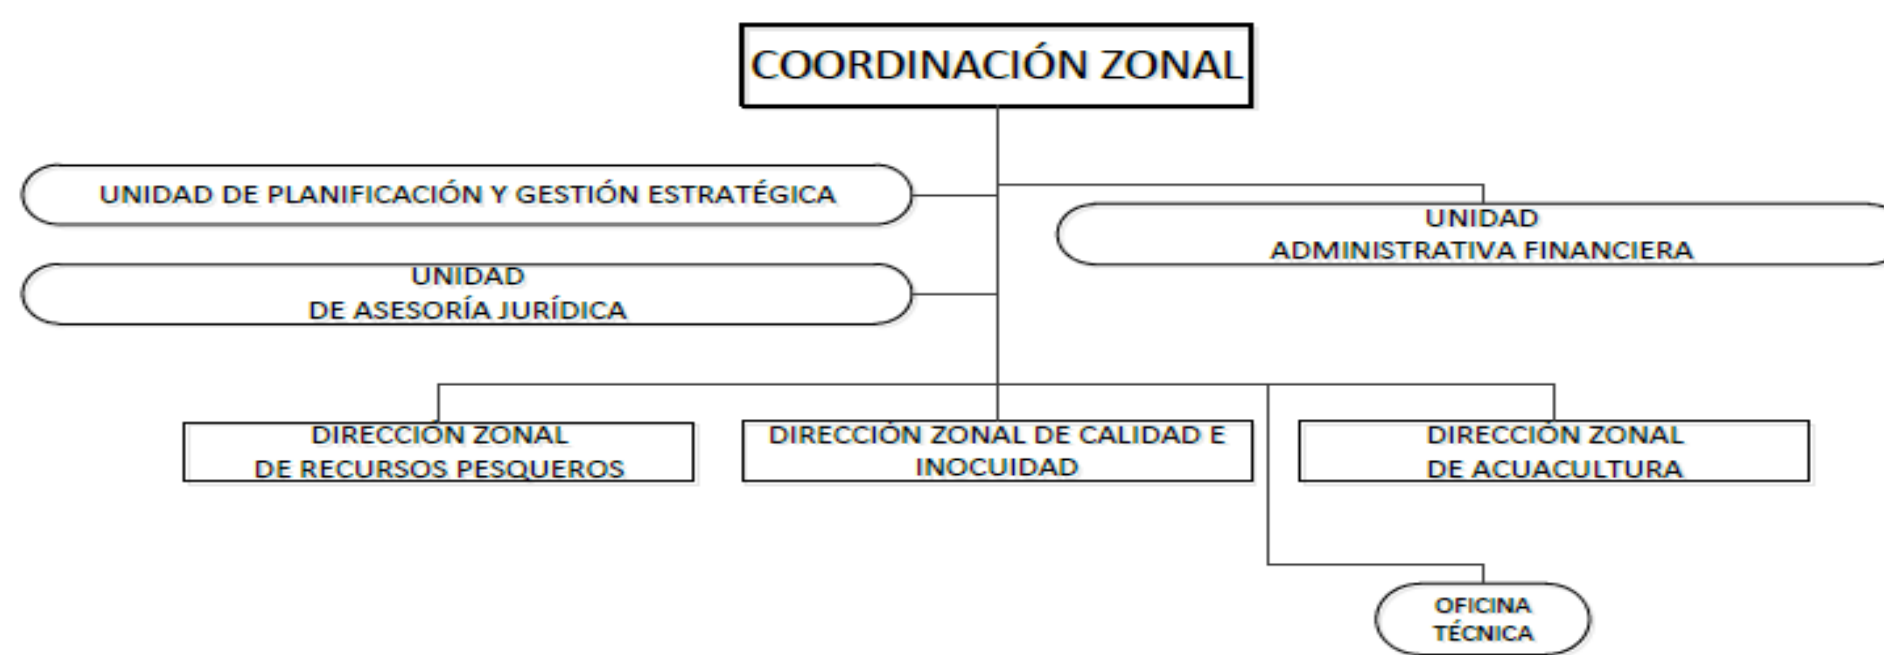 COORDINACIÓN ZONAL
UNIDAD DE PLANIFICACIÓN Y GESTIÓN ESTRATÉGICA
UNIDAD
ADMINISTRATIVA FINANCIERA
UNIDAD
DE ASESORÍA JURÍDICA
DIRECCIÓN ZONAL
DE RECURSOS PESQUEROS
DIRECCIÓN ZONAL DE CALIDAD E
INOCUIDAD
DIRECCIÓN ZONAL
DE ACUACULTURA
OFICINA
TÉCNICA